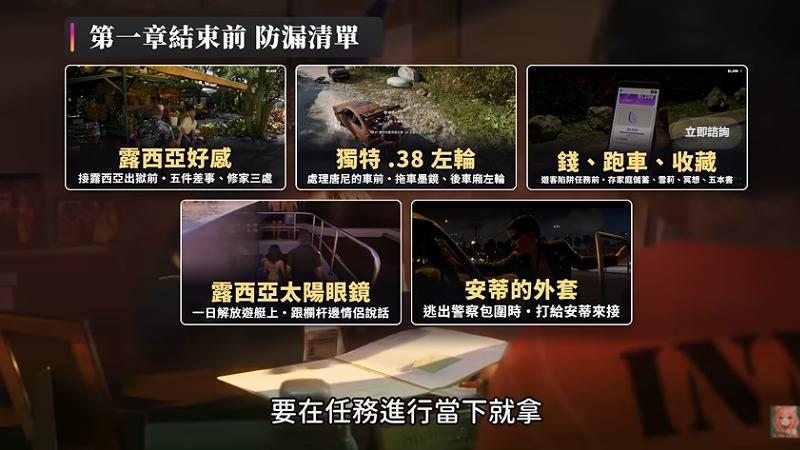 第一章結束前 防漏清單
露西亞好感
接露西亞出獄前・五件差事、修家三處
獨特 .38 左輪
處理唐尼的車前・拖車墨鏡、後車廂左輪
立即諮詢
錢、跑車、收藏
遊客陷阱任務前・存家庭儲蓄、雪莉、冥想、五本書
露西亞太陽眼鏡
一日解放遊艇上・跟欄杆邊情侶說話
安蒂的外套
逃出警察包圍時・打給安蒂來接
要在任務進行當下就拿